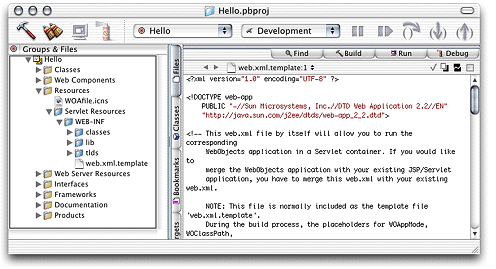 Hello.pbproj
Hello
Development
Find
Build
Run
Debug
Groups & Files
Hello
Classes
Web Components
Resources
WOAfile.icns
Servlet Resources
WEB-INF
classes
lib
tlds
web.xml.template
Web Server Resources
Interfaces
Frameworks
Documentation
Products
Files
Classes
Bookmarks
rgets
web.xml.template:1
<?xml version="1.0" encoding="UTF-8" ?>
<!DOCTYPE web-app
PUBLIC "-//Sun Microsystems, Inc.//DTD Web Application 2.2//EN"
"http://java.sun.com/j2ee/dtds/web-app_2_2.dtd">
<!-- This web.xml file by itself will allow you to run the
corresponding
WebObjects application in a Servlet container. If you would like
to
merge the WebObjects application with your existing JSP/Servlet
application, you have to merge this web.xml with your existing
web.xml.
NOTE: This file is normally included as the template file
'web.xml.template'.
During the build process, the placeholders for WOAppMode,
WOClassPath,